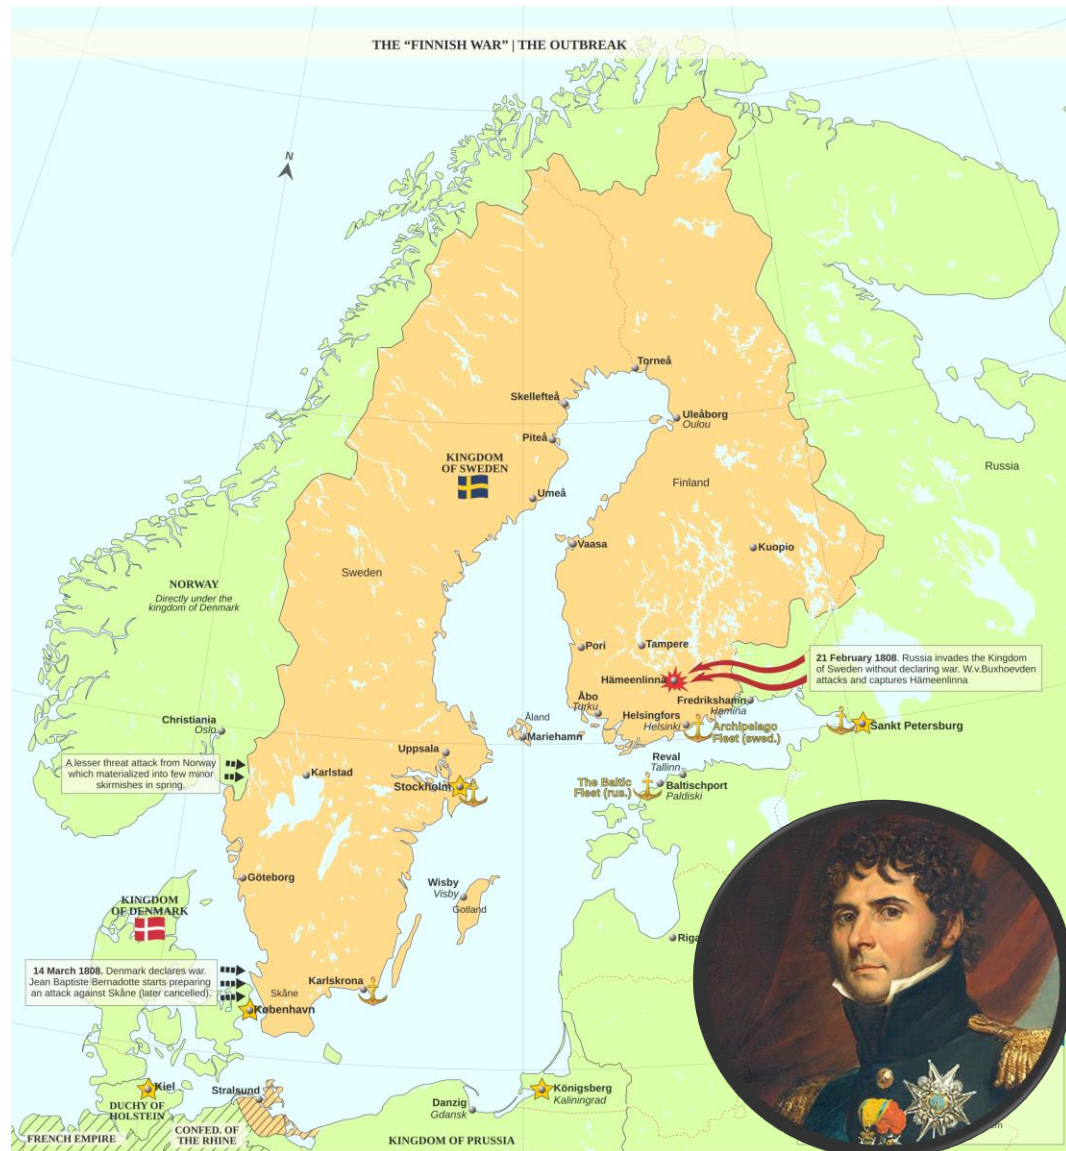 THE “FINNISH WAR” | THE OUTBREAK
N
Torneå
Skellefteå
Uleåborg
Oulou
Piteå
KINGDOM
OF SWEDEN
Russia
Finland
Umeå
Vaasa
Kuopio
Sweden
NORWAY
Directly under the
kingdom of Denmark
Pori
Tampere
21 February 1808. Russia invades the Kingdom
of Sweden without declaring war. W.v.Buxhoevden
attacks and captures Hämeenlinna
Hämeenlinna
Fredrikshamn
Hamina
Åbo
Turku
Christiania
Oslo
Åland
Mariehamn
Helsingfors
Helsinki
Archipelago
Fleet (swed.)
Sankt Petersburg
Uppsala
Reval
Tallinn
A lesser threat attack from Norway
which materialized into few minor
skirmishes in spring.
Karlstad
Stockholm
The Baltic
Fleet (rus.)
Baltischport
Paldiski
Göteborg
Wisby
Visby
Gotland
KINGDOM
OF DENMARK
Riga
14 March 1808. Denmark declares war.
Jean Baptiste Bernadotte starts preparing
an attack against Skåne (later cancelled).
Karlskrona
Skåne
København
Kiel
Stralsund
Königsberg
Kaliningrad
Danzig
Gdansk
DUCHY OF
HOLSTEIN
CONFED. OF
THE RHINE
FRENCH EMPIRE
KINGDOM OF PRUSSIA